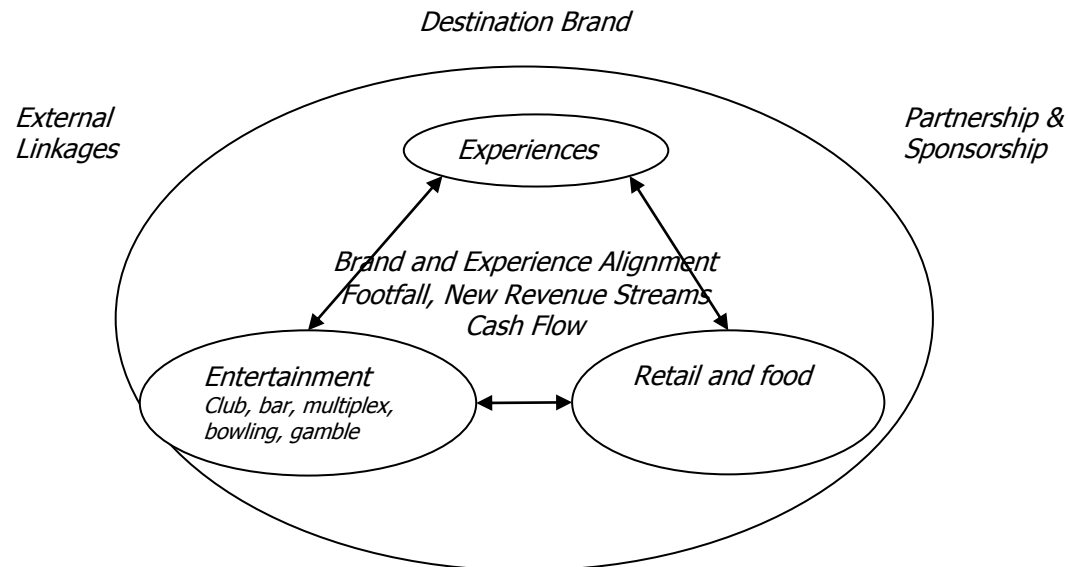 Destination Brand
External
Linkages
Partnership &
Sponsorship
Experiences
Brand and Experience Alignment
Footfall, New Revenue Streams
Cash Flow
Entertainment
Club, bar, multiplex,
bowling, gamble
Retail and food